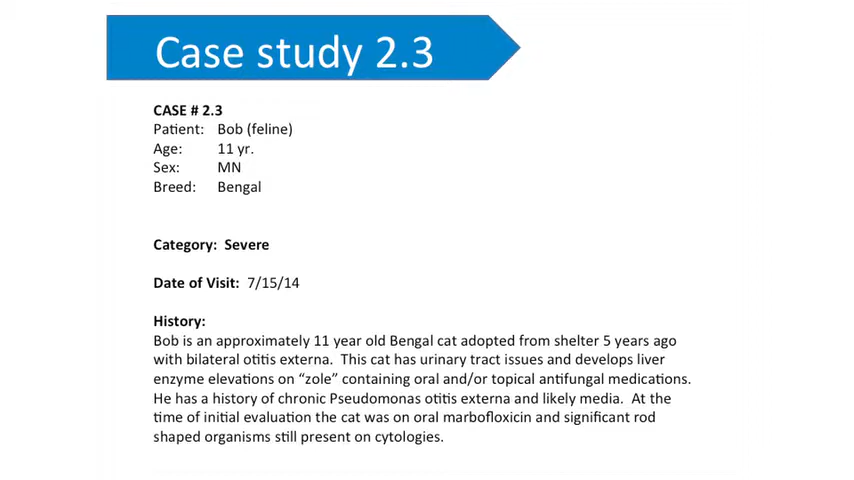 Case study 2.3
CASE # 2.3
Patient: Bob (feline)
Age: 11 yr.
Sex: MN
Breed: Bengal
Category: Severe
Date of Visit: 7/15/14
History:
Bob is an approximately 11 year old Bengal cat adopted from shelter 5 years ago
with bilateral otitis externa. This cat has urinary tract issues and develops liver
enzyme elevations on “zole” containing oral and/or topical antifungal medications.
He has a history of chronic Pseudomonas otitis externa and likely media. At the
time of initial evaluation the cat was on oral marbofloxicin and significant rod
shaped organisms still present on cytologies.